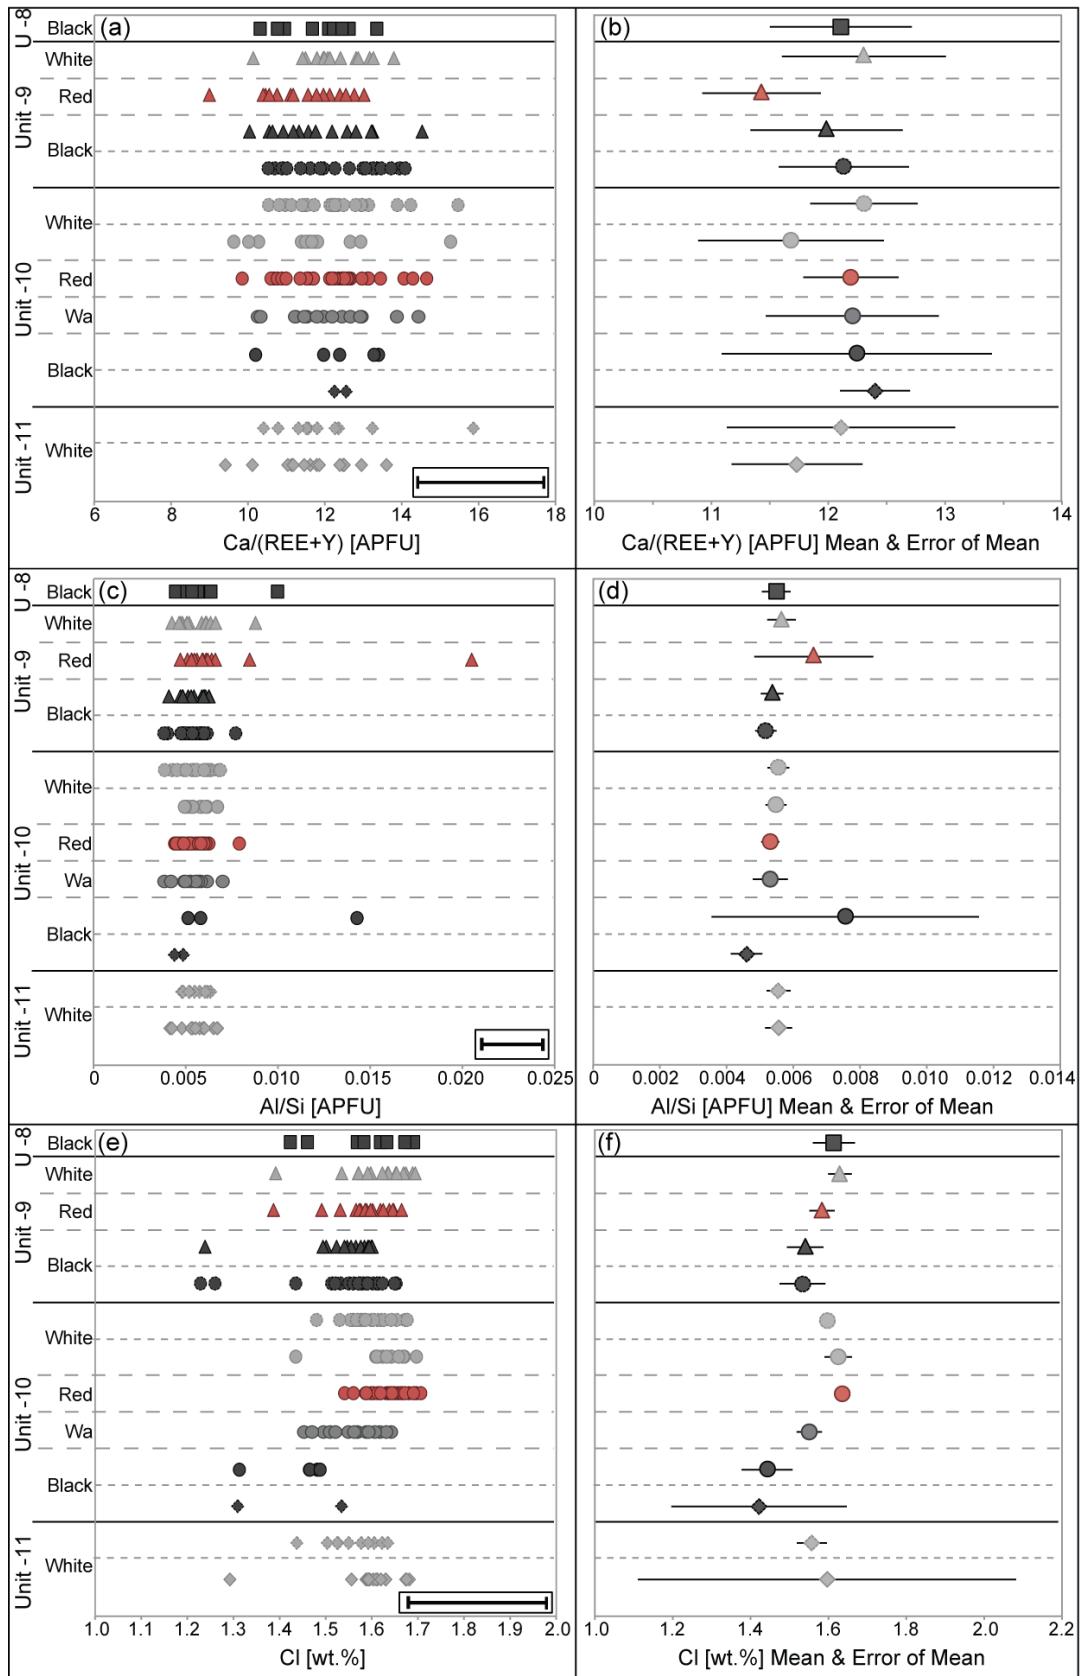 U -8
Black
(a)
(b)
Unit -9
White
Red
Black
Unit -10
White
Red
Wa
Black
Unit -11
White
6 8 10 12 14 16 18
10 11 12 13 14
Ca/(REE+Y) [APFU]
Ca/(REE+Y) [APFU] Mean & Error of Mean
U -8
Black
(c)
(d)
Unit -9
White
Red
Black
Unit -10
White
Red
Wa
Black
Unit -11
White
0 0.005 0.010 0.015 0.020 0.025
0 0.002 0.004 0.006 0.008 0.010 0.012 0.014
Al/Si [APFU]
Al/Si [APFU] Mean & Error of Mean
U -8
Black
(e)
(f)
Unit -9
White
Red
Black
Unit -10
White
Red
Wa
Black
Unit -11
White
1.0 1.1 1.2 1.3 1.4 1.5 1.6 1.7 1.8 1.9 2.0
1.0 1.2 1.4 1.6 1.8 2.0 2.2
Cl [wt.%]
Cl [wt.%] Mean & Error of Mean